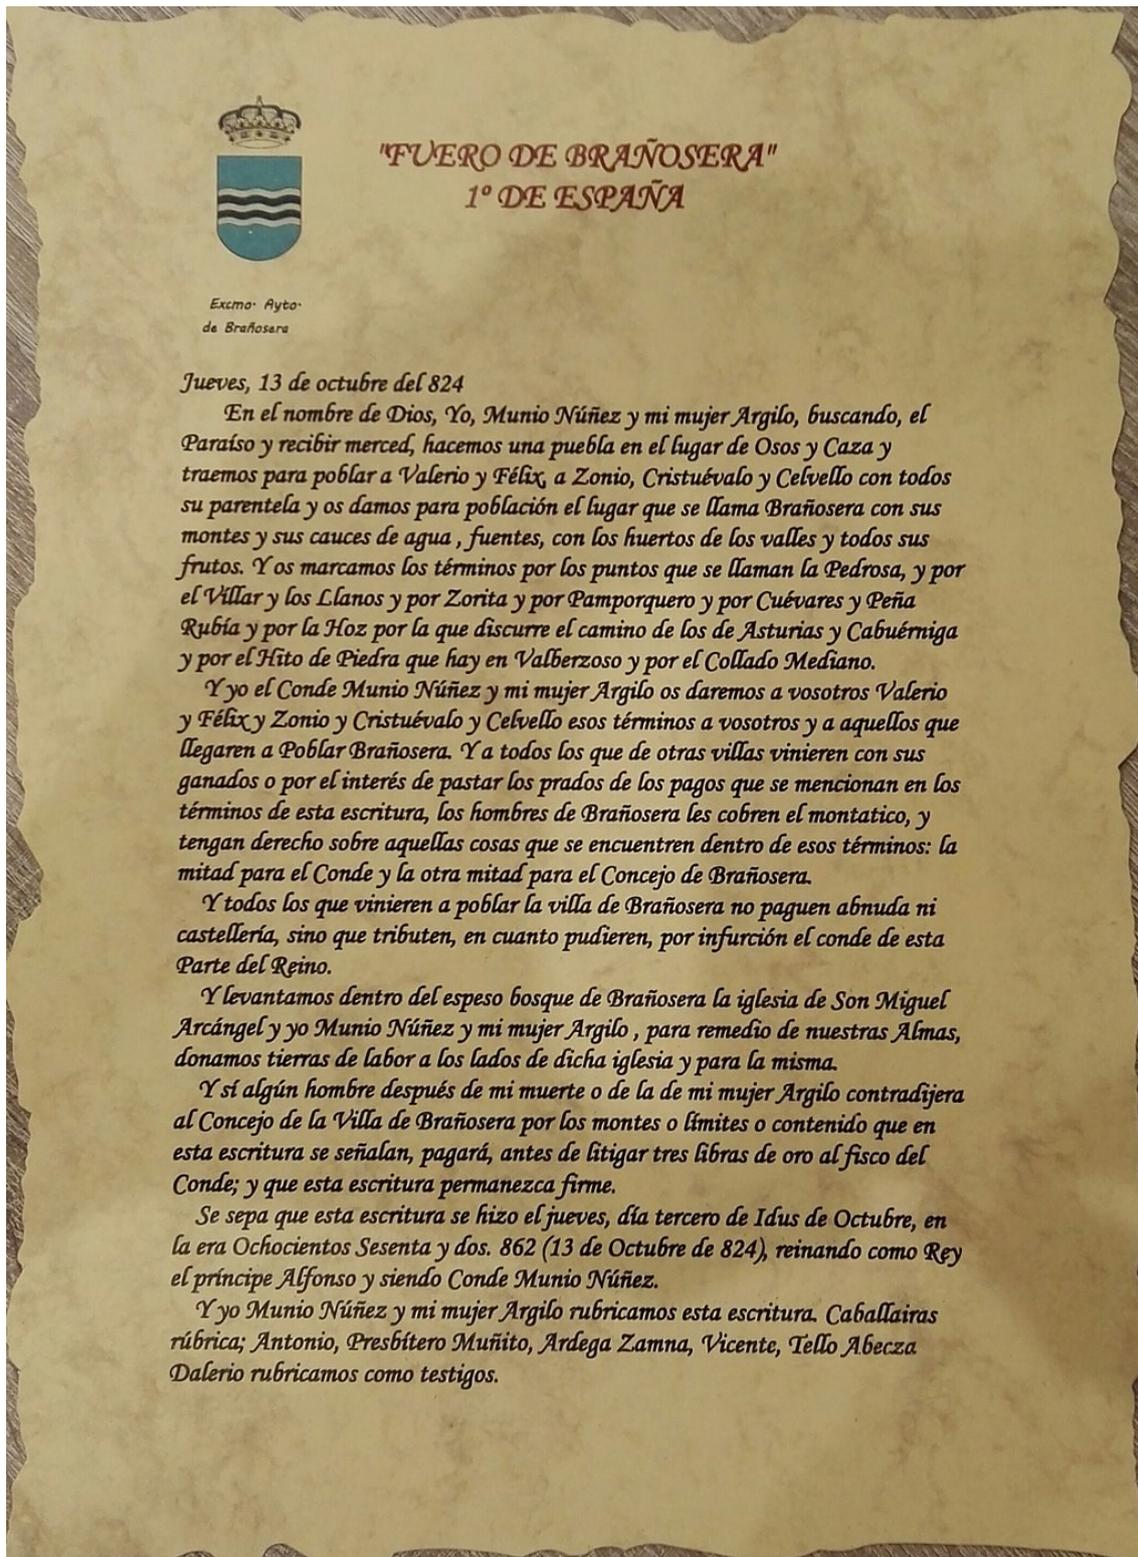 "FUERO DE BRAÑOSERA"
1º DE ESPAÑA
Excmo. Ayto.
de Brañosera
Jueves, 13 de octubre del 824
En el nombre de Dios, Yo, Munio Núñez y mi mujer Argilo, buscando, el
Paraíso y recibir merced, hacemos una puebla en el lugar de Osos y Caza y
traemos para poblar a Valerio y Félix, a Zonio, Cristuévalo y Celvello con todos
su parentela y os damos para población el lugar que se llama Brañosera con sus
montes y sus cauces de agua , fuentes, con los huertos de los valles y todos sus
frutos. Y os marcamos los términos por los puntos que se llaman la Pedrosa, y por
el Villar y los Llanos y por Zorita y por Pamporquero y por Cuévares y Peña
Rubía y por la Hoz por la que discurre el camino de los de Asturias y Cabuérniga
y por el Hito de Piedra que hay en Valberzoso y por el Collado Mediano.
Y yo el Conde Munio Núñez y mi mujer Argilo os daremos a vosotros Valerio
y Félix y Zonio y Cristuévalo y Celvello esos términos a vosotros y a aquellos que
llegaren a Poblar Brañosera. Y a todos los que de otras villas vinieren con sus
ganados o por el interés de pastar los prados de los pagos que se mencionan en los
términos de esta escritura, los hombres de Brañosera les cobren el montatico, y
tengan derecho sobre aquellas cosas que se encuentren dentro de esos términos: la
mitad para el Conde y la otra mitad para el Concejo de Brañosera.
Y todos los que vinieren a poblar la villa de Brañosera no paguen abnuda ni
castellería, sino que tributen, en cuanto pudieren, por infurción el conde de esta
Parte del Reino.
Y levantamos dentro del espeso bosque de Brañosera la iglesia de Son Miguel
Arcángel y yo Munio Núñez y mi mujer Argilo , para remedio de nuestras Almas,
donamos tierras de labor a los lados de dicha iglesia y para la misma.
Y sí algún hombre después de mi muerte o de la de mi mujer Argilo contradijera
al Concejo de la Villa de Brañosera por los montes o límites o contenido que en
esta escritura se señalan, pagará, antes de litigar tres libras de oro al fisco del
Conde; y que esta escritura permanezca firme.
Se sepa que esta escritura se hizo el jueves, día tercero de Idus de Octubre, en
la era Ochocientos Sesenta y dos. 862 (13 de Octubre de 824), reinando como Rey
el príncipe Alfonso y siendo Conde Munio Núñez.
Y yo Munio Núñez y mi mujer Argilo rubricamos esta escritura. Caballairas
rúbrica; Antonio, Presbítero Muñito, Ardega Zamna, Vicente, Tello Abecza
Dalerio rubricamos como testigos.